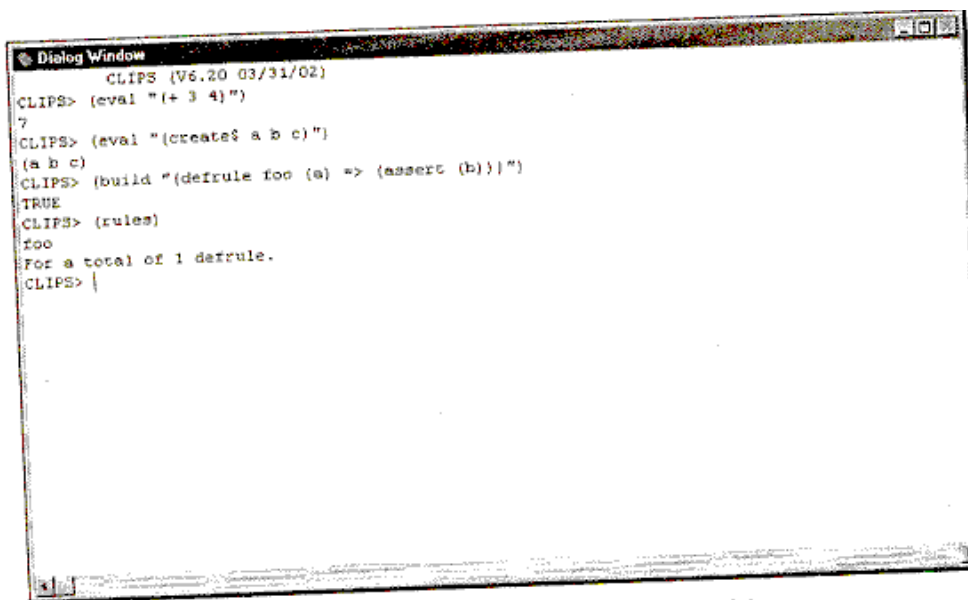 Dialog Window
CLIPS (V6.20 03/31/02)
CLIPS> (eval "(+ 3 4)")
7
CLIPS> (eval "(create$ a b c)")
(a b c)
CLIPS> (build "(defrule foo (a) => (assert (b)))")
TRUE
CLIPS> (rules)
foo
For a total of 1 defrule.
CLIPS>